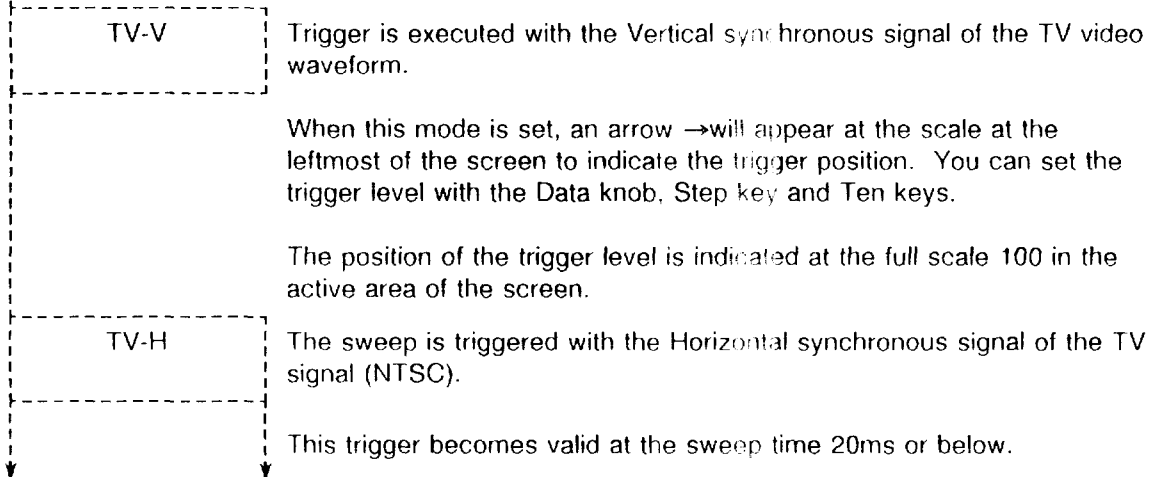 TV-V
Trigger is executed with the Vertical synchronous signal of the TV video
waveform.
When this mode is set, an arrow →will appear at the scale at the
leftmost of the screen to indicate the trigger position. You can set the
trigger level with the Data knob, Step key and Ten keys.
The position of the trigger level is indicated at the full scale 100 in the
active area of the screen.
TV-H
The sweep is triggered with the Horizontal synchronous signal of the TV
signal (NTSC).
This trigger becomes valid at the sweep time 20ms or below.